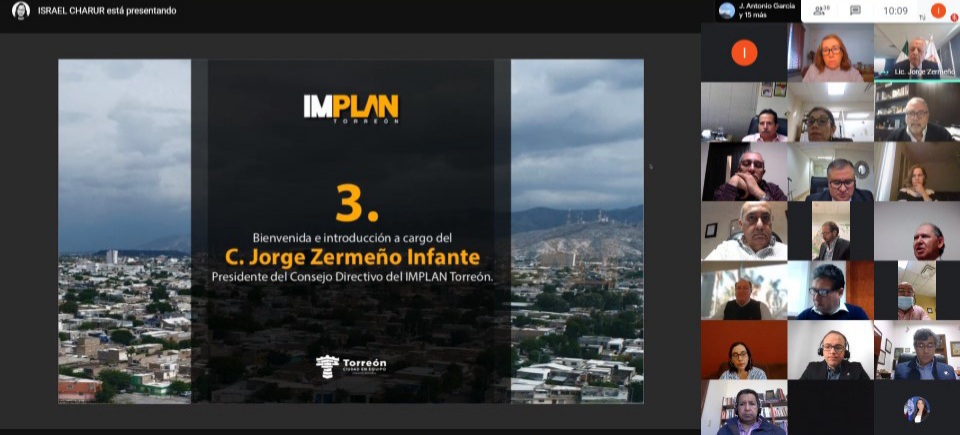 ISRAEL CHARUR está presentando
J. Antonio García
y 15 más
10:09
Tú
I
I
Lic. Jorge Zermeño
IMPLAN
TORREÓN
3.
Bienvenida e introducción a cargo del
C. Jorge Zermeño Infante
Presidente del Consejo Directivo del IMPLAN Torreón.
Torreón
CIUDAD EN EQUIPO